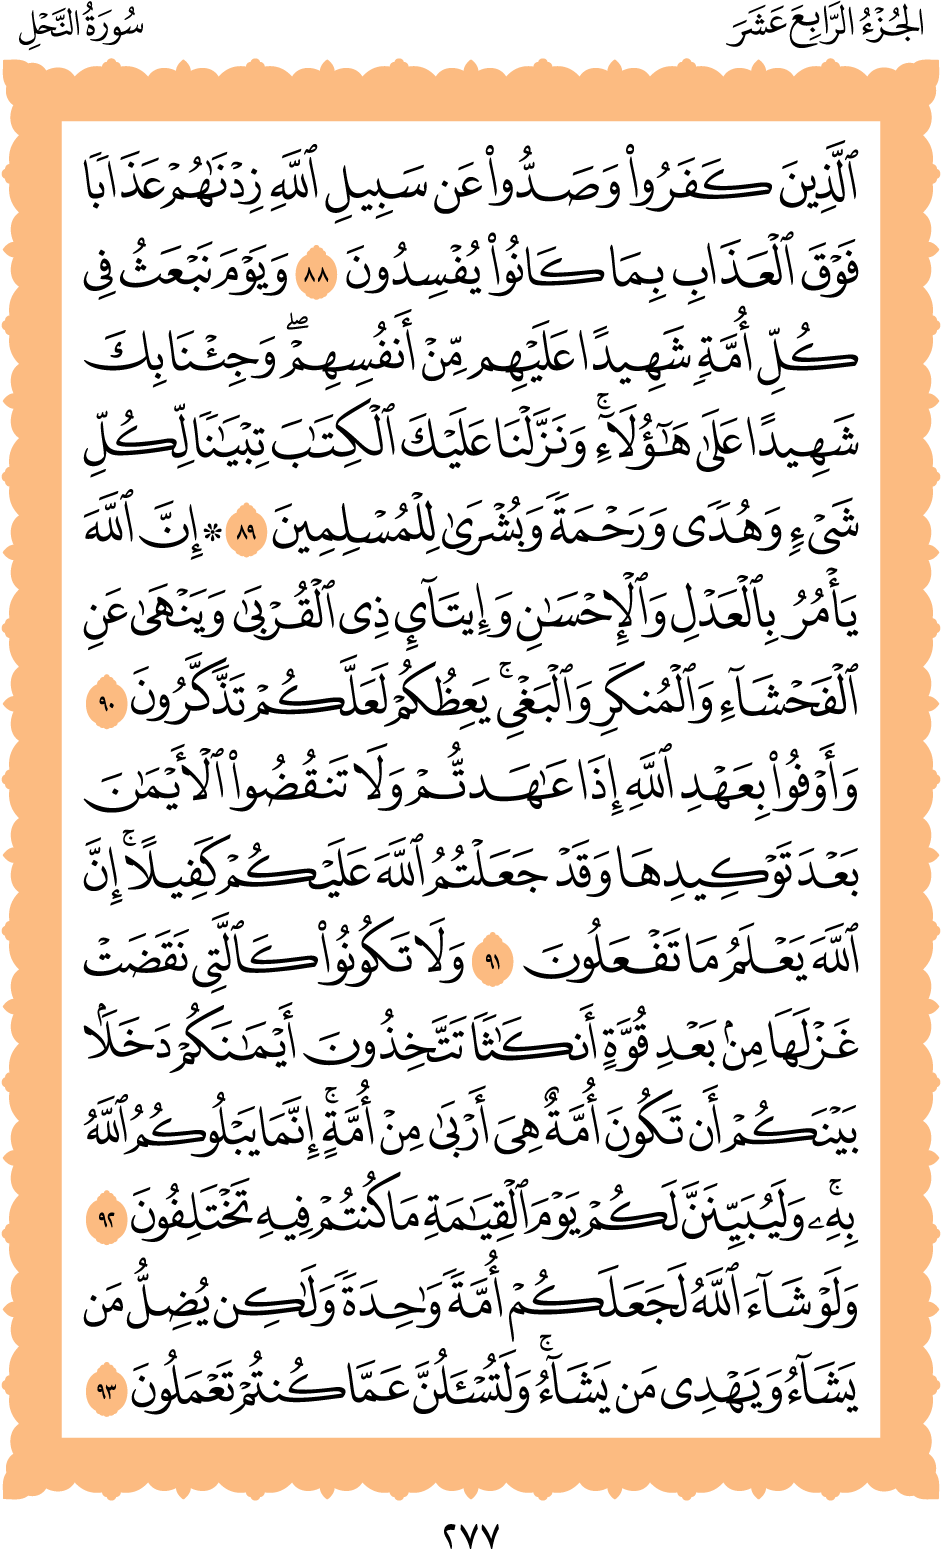 الجُزْءُ الرَّابِعَ عَشَرَ
سُورَةُ النَّحْلِ
ٱلَّذِينَ كَفَرُوا۟ وَصَدُّوا۟ عَن سَبِيلِ ٱللَّهِ زِدْنَٰهُمْ عَذَابًا
فَوْقَ ٱلْعَذَابِ بِمَا كَانُوا۟ يُفْسِدُونَ ٨٨ وَيَوْمَ نَبْعَثُ فِى
كُلِّ أُمَّةٍ شَهِيدًا عَلَيْهِم مِّنْ أَنفُسِهِمْ ۖ وَجِئْنَا بِكَ
شَهِيدًا عَلَىٰ هَٰٓؤُلَآءِ ۚ وَنَزَّلْنَا عَلَيْكَ ٱلْكِتَٰبَ تِبْيَٰنًا لِّكُلِّ
شَىْءٍ وَهُدًى وَرَحْمَةً وَبُشْرَىٰ لِلْمُسْلِمِينَ ٨٩ * إِنَّ ٱللَّهَ
يَأْمُرُ بِٱلْعَدْلِ وَٱلْإِحْسَٰنِ وَإِيتَآئِ ذِى ٱلْقُرْبَىٰ وَيَنْهَىٰ عَنِ
ٱلْفَحْشَآءِ وَٱلْمُنكَرِ وَٱلْبَغْىِ ۚ يَعِظُكُمْ لَعَلَّكُمْ تَذَكَّرُونَ ٩٠
وَأَوْفُوا۟ بِعَهْدِ ٱللَّهِ إِذَا عَٰهَدتُّمْ وَلَا تَنقُضُوا۟ ٱلْأَيْمَٰنَ
بَعْدَ تَوْكِيدِهَا وَقَدْ جَعَلْتُمُ ٱللَّهَ عَلَيْكُمْ كَفِيلًا ۚ إِنَّ
ٱللَّهَ يَعْلَمُ مَا تَفْعَلُونَ ٩١ وَلَا تَكُونُوا۟ كَٱلَّتِى نَقَضَتْ
غَزْلَهَا مِنۢ بَعْدِ قُوَّةٍ أَنكَٰثًا تَتَّخِذُونَ أَيْمَٰنَكُمْ دَخَلًۢا
بَيْنَكُمْ أَن تَكُونَ أُمَّةٌ هِىَ أَرْبَىٰ مِنْ أُمَّةٍ ۚ إِنَّمَا يَبْلُوكُمُ ٱللَّهُ
بِهِۦ ۚ وَلَيُبَيِّنَنَّ لَكُمْ يَوْمَ ٱلْقِيَٰمَةِ مَا كُنتُمْ فِيهِ تَخْتَلِفُونَ ٩٢
وَلَوْ شَآءَ ٱللَّهُ لَجَعَلَكُمْ أُمَّةً وَٰحِدَةً وَلَٰكِن يُضِلُّ مَن
يَشَآءُ وَيَهْدِى مَن يَشَآءُ ۚ وَلَتُسْـَٔلُنَّ عَمَّا كُنتُمْ تَعْمَلُونَ ٩٣
٢٧٧